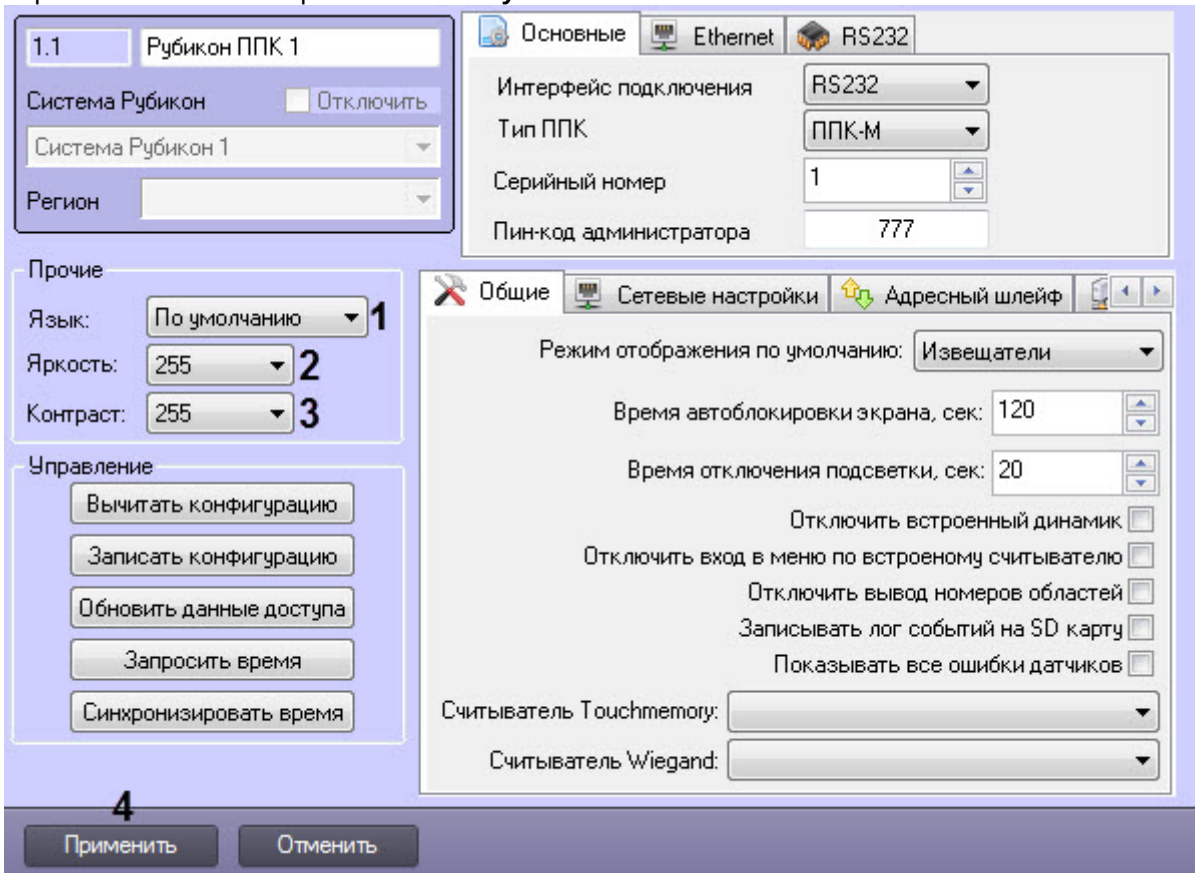 1.1 Рубикон ППК 1
Система Рубикон Отключить
Система Рубикон 1
Регион
Основные Ethernet RS232
Интерфейс подключения RS232
Тип ППК ППК-М
Серийный номер 1
Пин-код администратора 777
Прочие
Язык: По умолчанию 1
Яркость: 255 2
Контраст: 255 3
Управление
Вычитать конфигурацию
Записать конфигурацию
Обновить данные доступа
Запросить время
Синхронизировать время
Общие Сетевые настройки Адресный шлейф
Режим отображения по умолчанию: Извещатели
Время автоблокировки экрана, сек: 120
Время отключения подсветки, сек: 20
Отключить встроенный динамик
Отключить вход в меню по встроеному считывателю
Отключить вывод номеров областей
Записывать лог событий на SD карту
Показывать все ошибки датчиков
Считыватель Touchmemory:
Считыватель Wiegand:
4
Применить Отменить